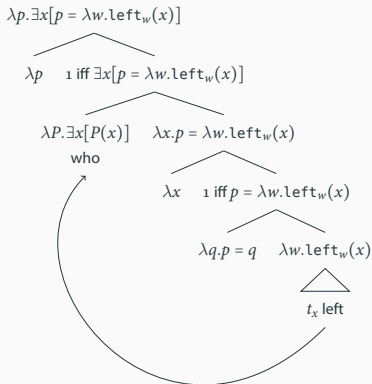 λp.∃x[p = λw.left_w(x)]
λp 1 iff ∃x[p = λw.left_w(x)]
λP.∃x[P(x)] λx.p = λw.left_w(x)
who
λx 1 iff p = λw.left_w(x)
λq.p = q λw.left_w(x)
t_x left